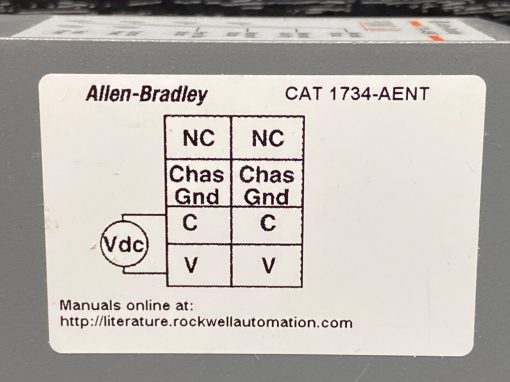 Allen-Bradley CAT 1734-AENT
NC NC
Chas Gnd Chas Gnd
C C
Vdc
V V
Manuals online at:
http://literature.rockwellautomation.com